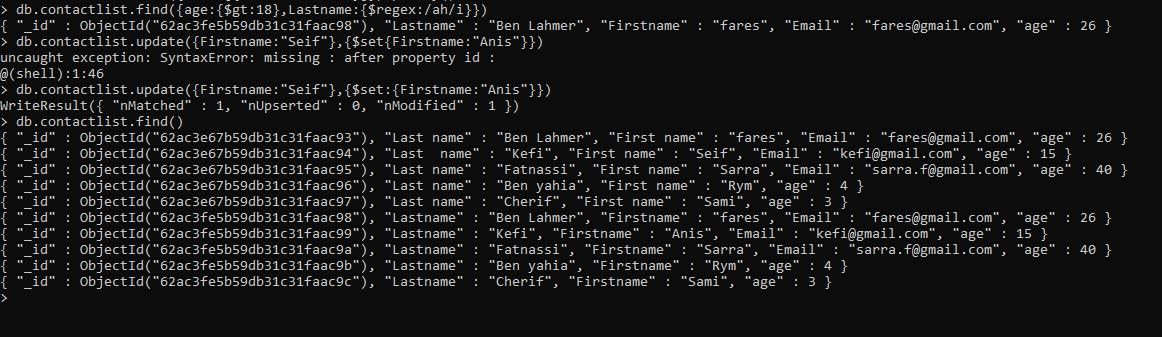 > db.contactlist.find({age:{$gt:18},Lastname:{$regex:/ah/i}})
{ "_id" : ObjectId("62ac3fe5b59db31c31faac98"), "Lastname" : "Ben Lahmer", "Firstname" : "fares", "Email" : "fares@gmail.com", "age" : 26 }
> db.contactlist.update({Firstname:"Seif"},{$set{Firstname:"Anis"}})
uncaught exception: SyntaxError: missing : after property id :
@(shell):1:46
> db.contactlist.update({Firstname:"Seif"},{$set:{Firstname:"Anis"}})
WriteResult({ "nMatched" : 1, "nUpserted" : 0, "nModified" : 1 })
> db.contactlist.find()
{ "_id" : ObjectId("62ac3e67b59db31c31faac93"), "Last name" : "Ben Lahmer", "First name" : "fares", "Email" : "fares@gmail.com", "age" : 26 }
{ "_id" : ObjectId("62ac3e67b59db31c31faac94"), "Last  name" : "Kefi", "First name" : "Seif", "Email" : "kefi@gmail.com", "age" : 15 }
{ "_id" : ObjectId("62ac3e67b59db31c31faac95"), "Last name" : "Fatnassi", "First name" : "Sarra", "Email" : "sarra.f@gmail.com", "age" : 40 }
{ "_id" : ObjectId("62ac3e67b59db31c31faac96"), "Last name" : "Ben yahia", "First name" : "Rym", "age" : 4 }
{ "_id" : ObjectId("62ac3e67b59db31c31faac97"), "Last name" : "Cherif", "First name" : "Sami", "age" : 3 }
{ "_id" : ObjectId("62ac3fe5b59db31c31faac98"), "Lastname" : "Ben Lahmer", "Firstname" : "fares", "Email" : "fares@gmail.com", "age" : 26 }
{ "_id" : ObjectId("62ac3fe5b59db31c31faac99"), "Lastname" : "Kefi", "Firstname" : "Anis", "Email" : "kefi@gmail.com", "age" : 15 }
{ "_id" : ObjectId("62ac3fe5b59db31c31faac9a"), "Lastname" : "Fatnassi", "Firstname" : "Sarra", "Email" : "sarra.f@gmail.com", "age" : 40 }
{ "_id" : ObjectId("62ac3fe5b59db31c31faac9b"), "Lastname" : "Ben yahia", "Firstname" : "Rym", "age" : 4 }
{ "_id" : ObjectId("62ac3fe5b59db31c31faac9c"), "Lastname" : "Cherif", "Firstname" : "Sami", "age" : 3 }
>